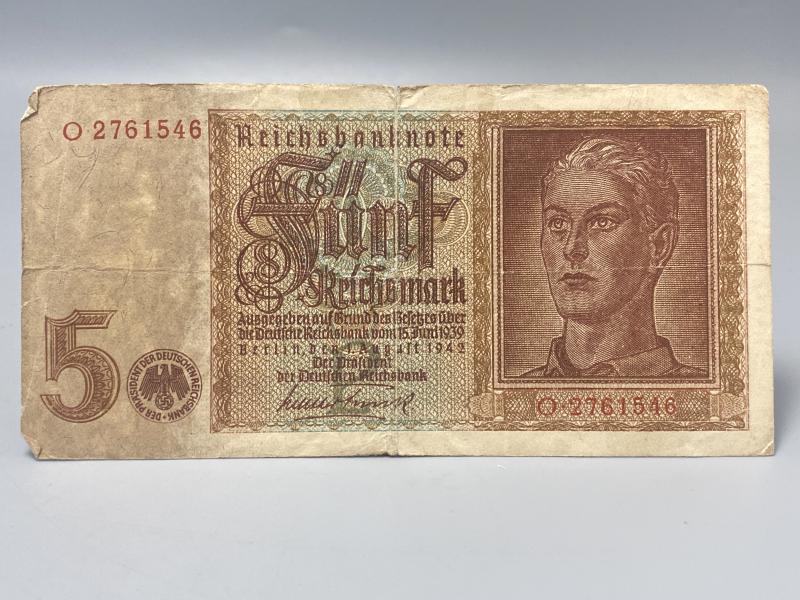 O·2761546
Reichsbanknote
Fünf
Reichsmark
Ausgegeben auf Grund des Gesetzes über
die Deutsche Reichsbank vom 15. Juni 1939
Berlin, den 1. August 1942
Der Präsident
der Deutschen Reichsbank
5
DER PRÄSIDENT DER DEUTSCHEN REICHSBANK
O·2761546